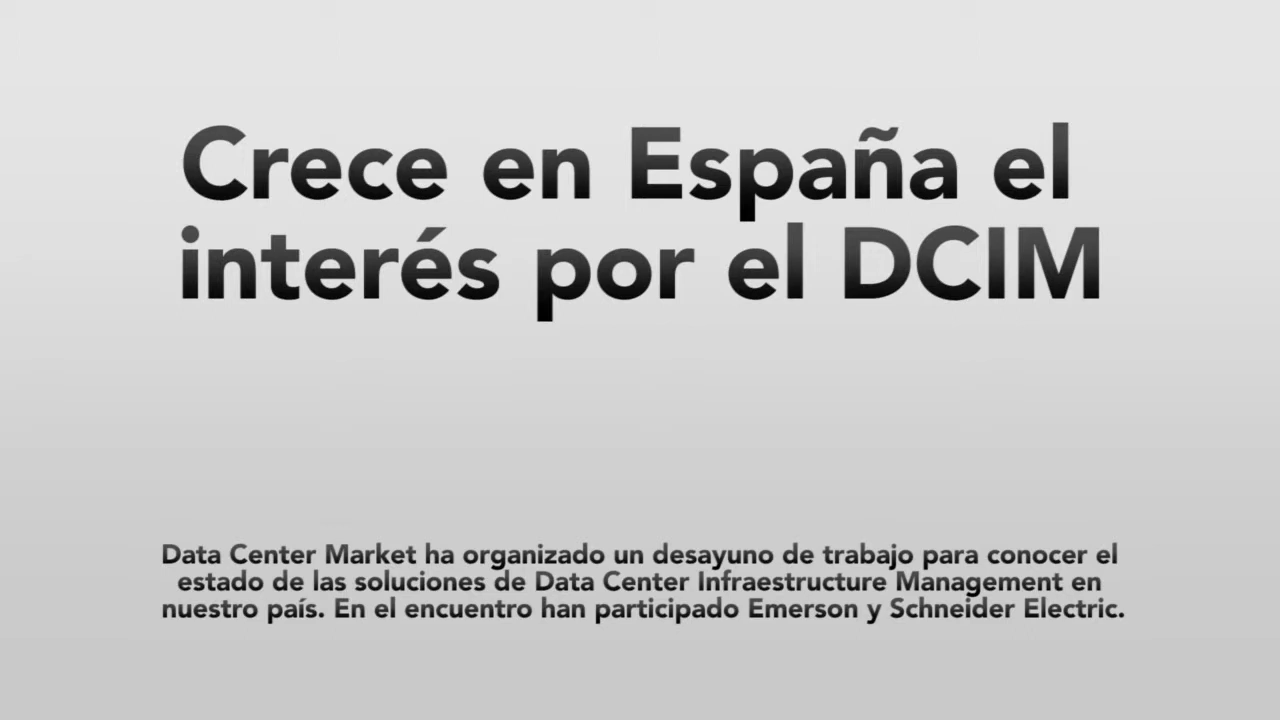 Crece en España el
interés por el DCIM
Data Center Market ha organizado un desayuno de trabajo para conocer el
estado de las soluciones de Data Center Infraestructure Management en
nuestro país. En el encuentro han participado Emerson y Schneider Electric.